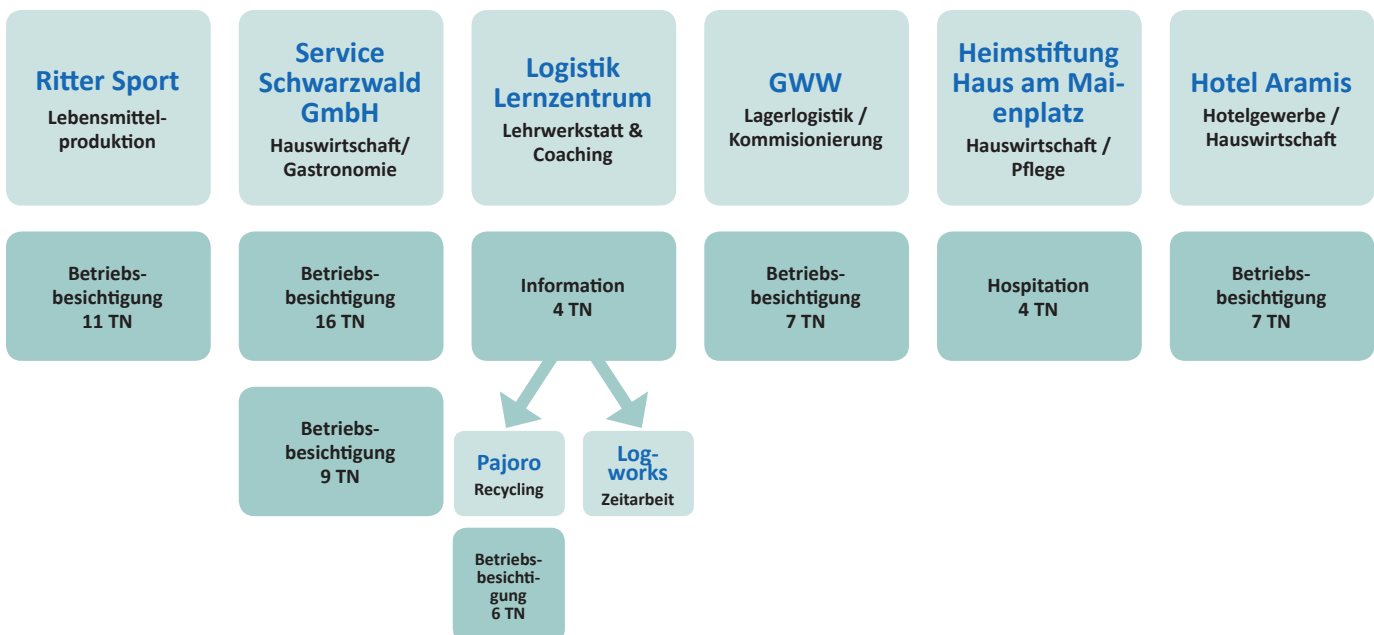 Ritter Sport
Lebensmittel-
produktion
Service
Schwarzwald
GmbH
Hauswirtschaft/
Gastronomie
Logistik
Lernzentrum
Lehrwerkstatt &
Coaching
GWW
Lagerlogistik /
Kommisionierung
Heimstiftung
Haus am Mai-
enplatz
Hauswirtschaft /
Pflege
Hotel Aramis
Hotelgewerbe /
Hauswirtschaft
Betriebs-
besichtigung
11 TN
Betriebs-
besichtigung
16 TN
Information
4 TN
Betriebs-
besichtigung
7 TN
Hospitation
4 TN
Betriebs-
besichtigung
7 TN
Betriebs-
besichtigung
9 TN
Pajoro
Recycling
Log-
works
Zeitarbeit
Betriebs-
besichti-
gung
6 TN